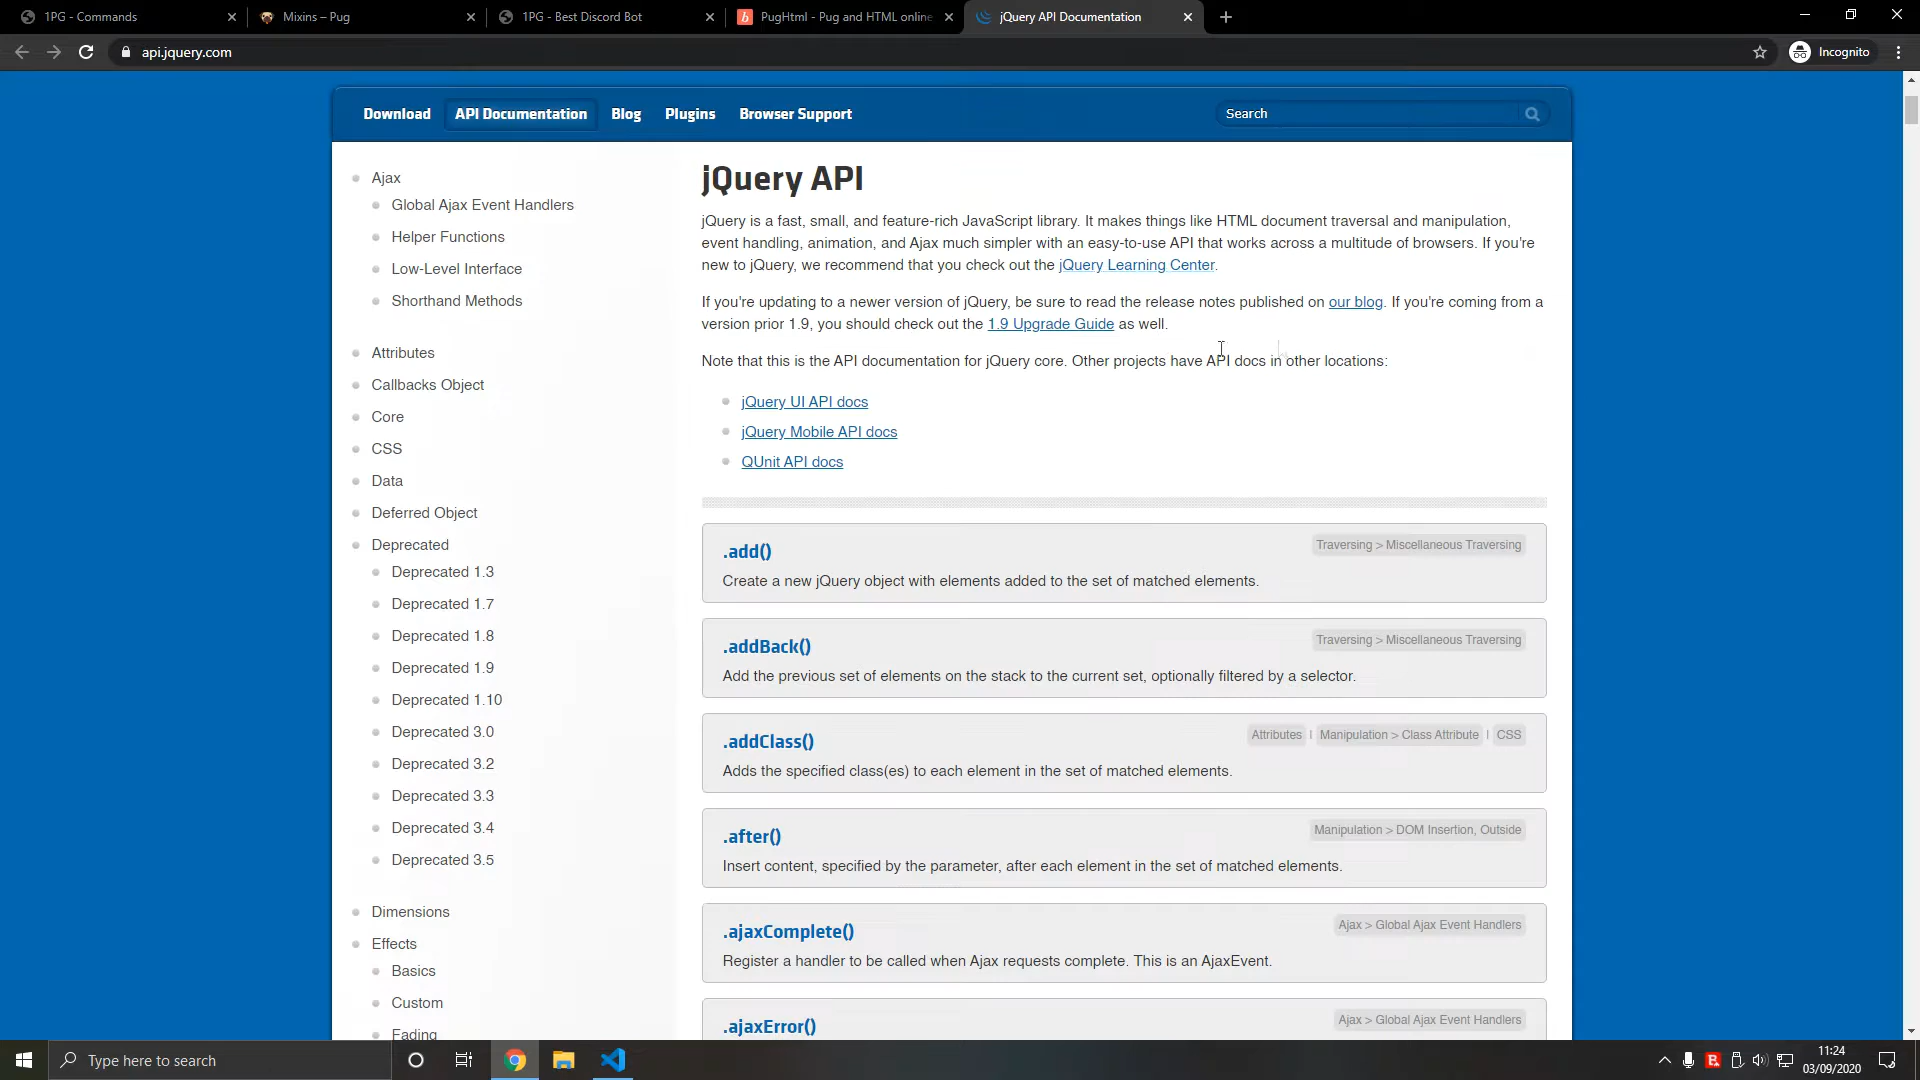 1PG - Commands
Mixins – Pug
1PG - Best Discord Bot
PugHtml - Pug and HTML online
jQuery API Documentation
api.jquery.com
Incognito
Download
API Documentation
Blog
Plugins
Browser Support
Search
Ajax
Global Ajax Event Handlers
Helper Functions
Low-Level Interface
Shorthand Methods
Attributes
Callbacks Object
Core
CSS
Data
Deferred Object
Deprecated
Deprecated 1.3
Deprecated 1.7
Deprecated 1.8
Deprecated 1.9
Deprecated 1.10
Deprecated 3.0
Deprecated 3.2
Deprecated 3.3
Deprecated 3.4
Deprecated 3.5
Dimensions
Effects
Basics
Custom
Fading
jQuery API
jQuery is a fast, small, and feature-rich JavaScript library. It makes things like HTML document traversal and manipulation,
event handling, animation, and Ajax much simpler with an easy-to-use API that works across a multitude of browsers. If you're
new to jQuery, we recommend that you check out the jQuery Learning Center.
If you're updating to a newer version of jQuery, be sure to read the release notes published on our blog. If you're coming from a
version prior 1.9, you should check out the 1.9 Upgrade Guide as well.
Note that this is the API documentation for jQuery core. Other projects have API docs in other locations:
jQuery UI API docs
jQuery Mobile API docs
QUnit API docs
.add()
Traversing > Miscellaneous Traversing
Create a new jQuery object with elements added to the set of matched elements.
.addBack()
Traversing > Miscellaneous Traversing
Add the previous set of elements on the stack to the current set, optionally filtered by a selector.
.addClass()
Attributes | Manipulation > Class Attribute | CSS
Adds the specified class(es) to each element in the set of matched elements.
.after()
Manipulation > DOM Insertion, Outside
Insert content, specified by the parameter, after each element in the set of matched elements.
.ajaxComplete()
Ajax > Global Ajax Event Handlers
Register a handler to be called when Ajax requests complete. This is an AjaxEvent.
.ajaxError()
Ajax > Global Ajax Event Handlers
Type here to search
11:24
03/09/2020